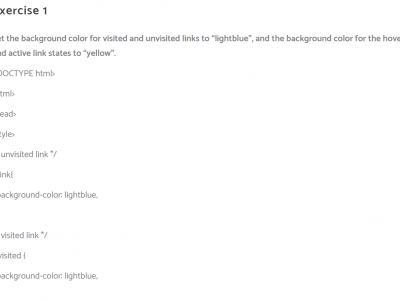 xercise 1
et the background color for visited and unvisited links to “lightblue”, and the background color for the hove
nd active link states to “yellow”.
DOCTYPE html>
tml>
ead>
tyle>
unvisited link */
link{
background-color: lightblue,
visited link */
visited {
background-color: lightblue,